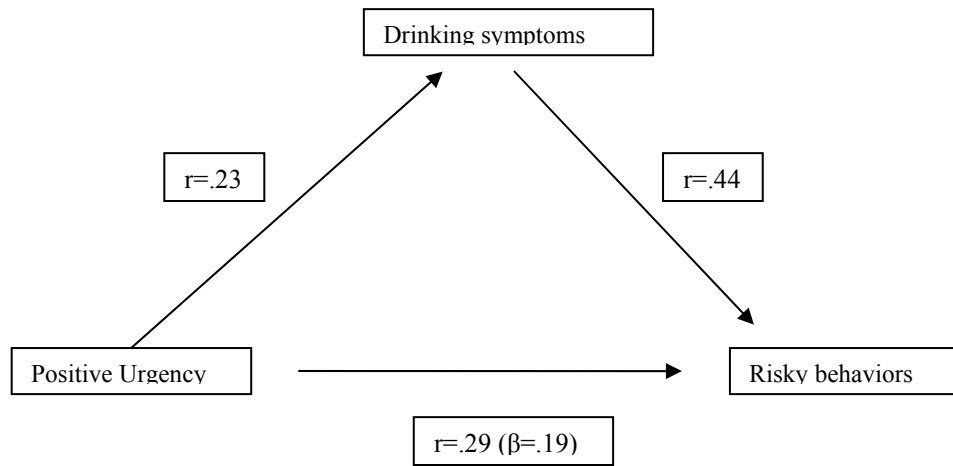 Drinking symptoms
r=.23
r=.44
Positive Urgency
Risky behaviors
r=.29 (β=.19)